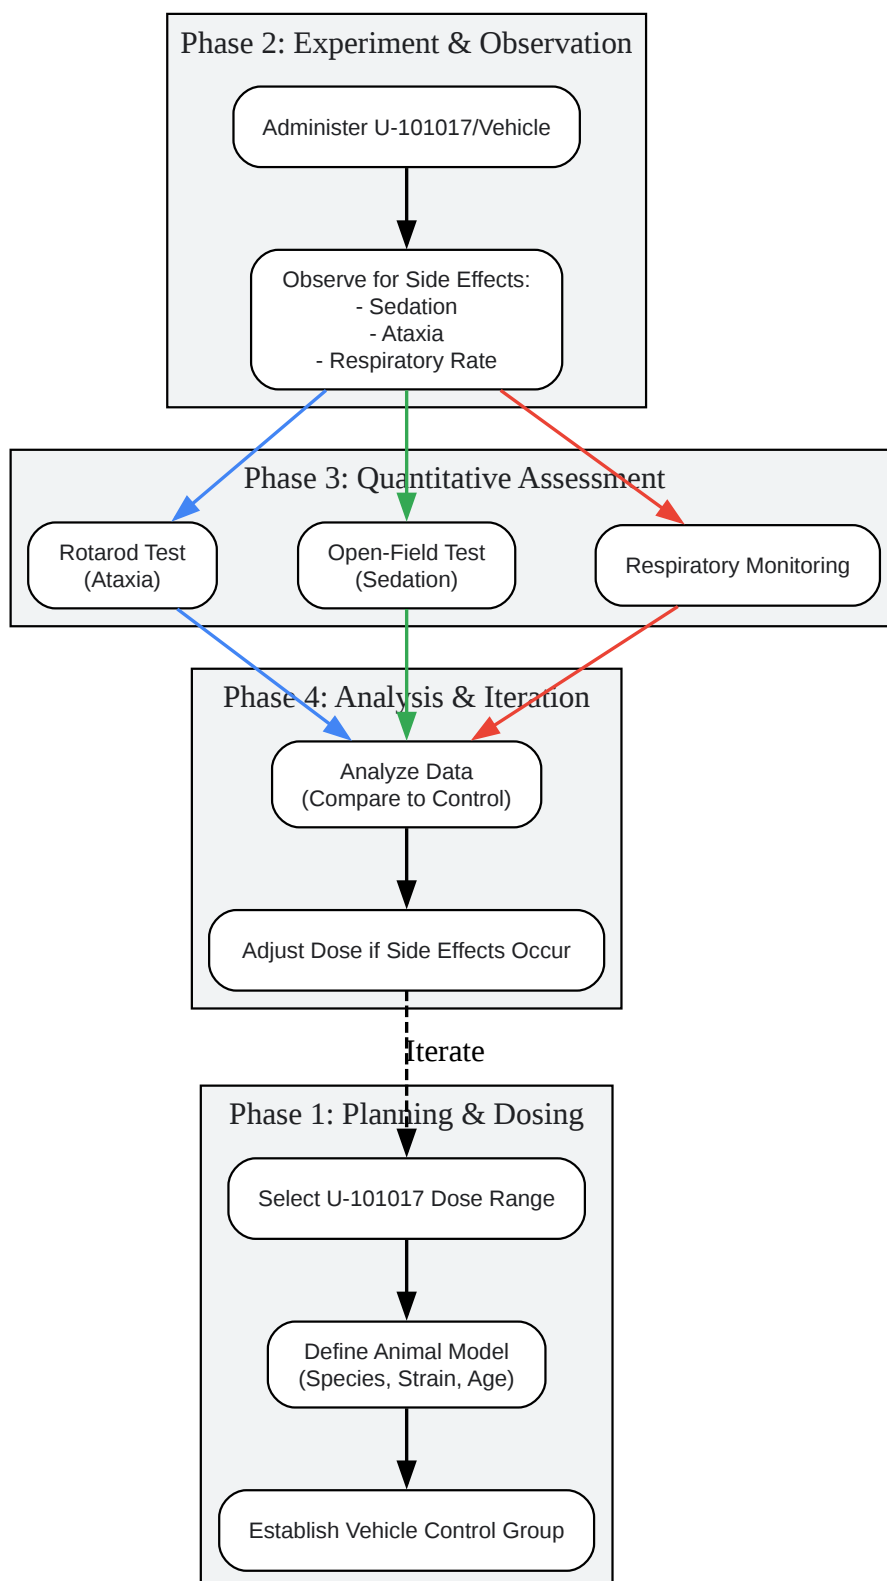 Phase 2: Experiment & Observation
Administer U-101017/Vehicle
Observe for Side Effects:
- Sedation
- Ataxia
- Respiratory Rate
Phase 3: Quantitative Assessment
Rotarod Test
(Ataxia)
Open-Field Test
(Sedation)
Respiratory Monitoring
Phase 4: Analysis & Iteration
Analyze Data
(Compare to Control)
Adjust Dose if Side Effects Occur
Iterate
Phase 1: Planning & Dosing
Select U-101017 Dose Range
Define Animal Model
(Species, Strain, Age)
Establish Vehicle Control Group